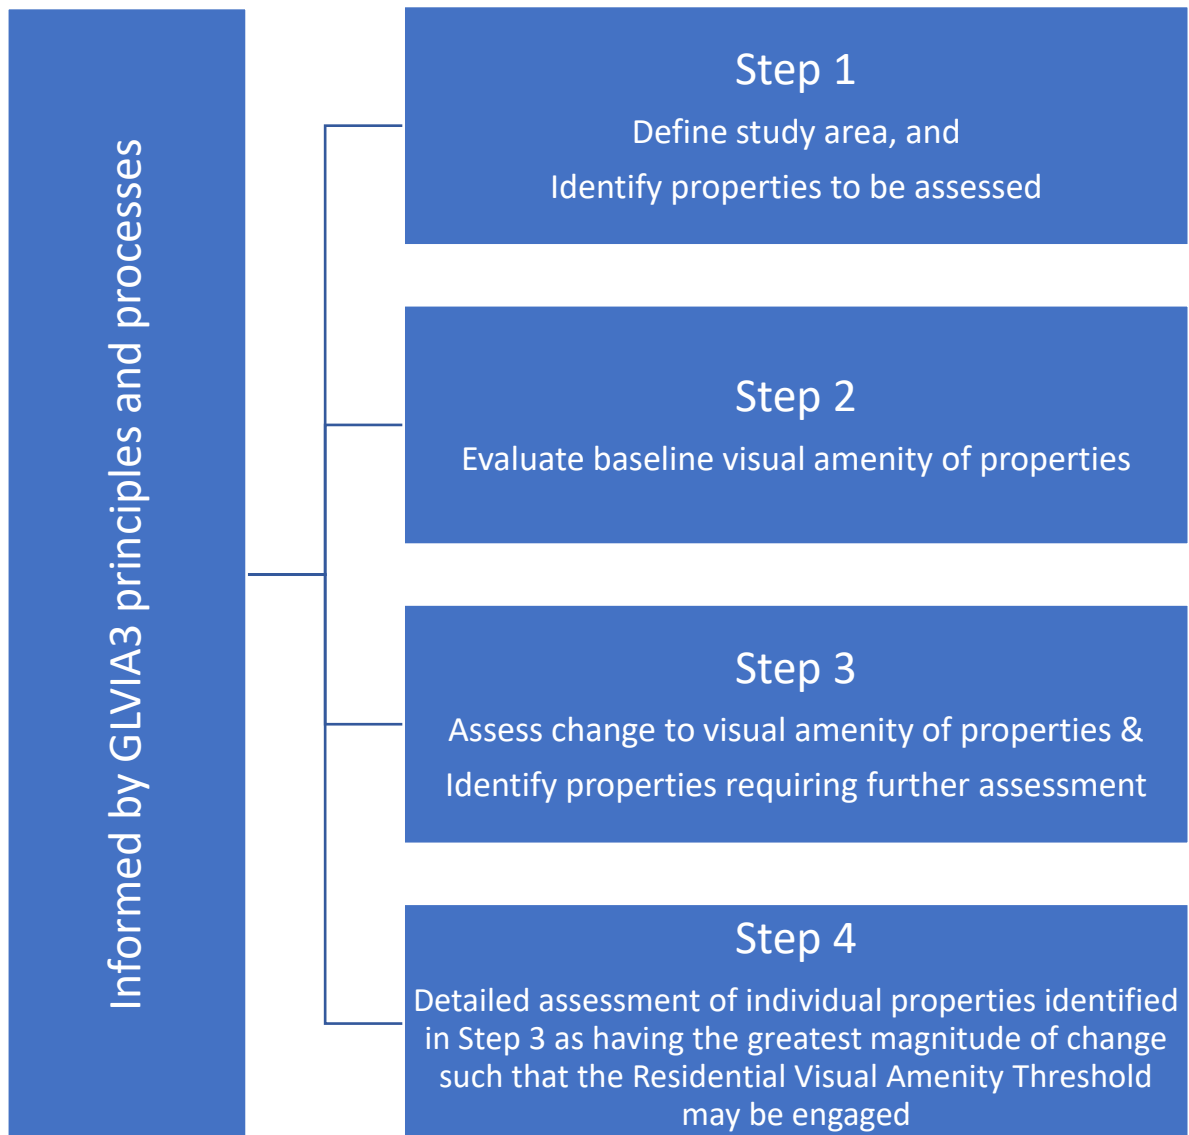 Informed by GLVIA3 principles and processes
Step 1
Define study area, and
Identify properties to be assessed
Step 2
Evaluate baseline visual amenity of properties
Step 3
Assess change to visual amenity of properties &
Identify properties requiring further assessment
Step 4
Detailed assessment of individual properties identified
in Step 3 as having the greatest magnitude of change
such that the Residential Visual Amenity Threshold
may be engaged